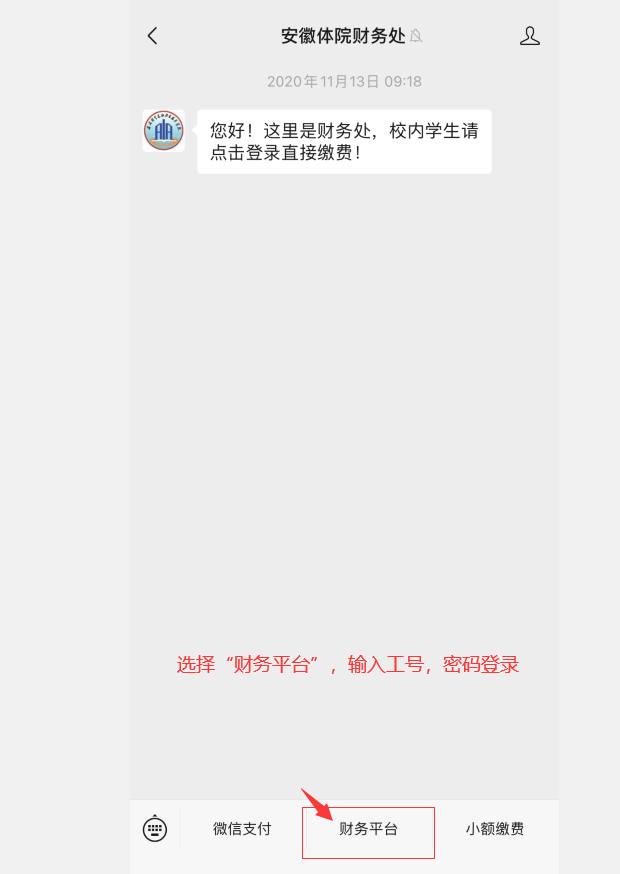 安徽体院财务处
2020年11月13日 09:18
您好！这里是财务处，校内学生请
点击登录直接缴费！
选择“财务平台”，输入工号，密码登录
微信支付
财务平台
小额缴费